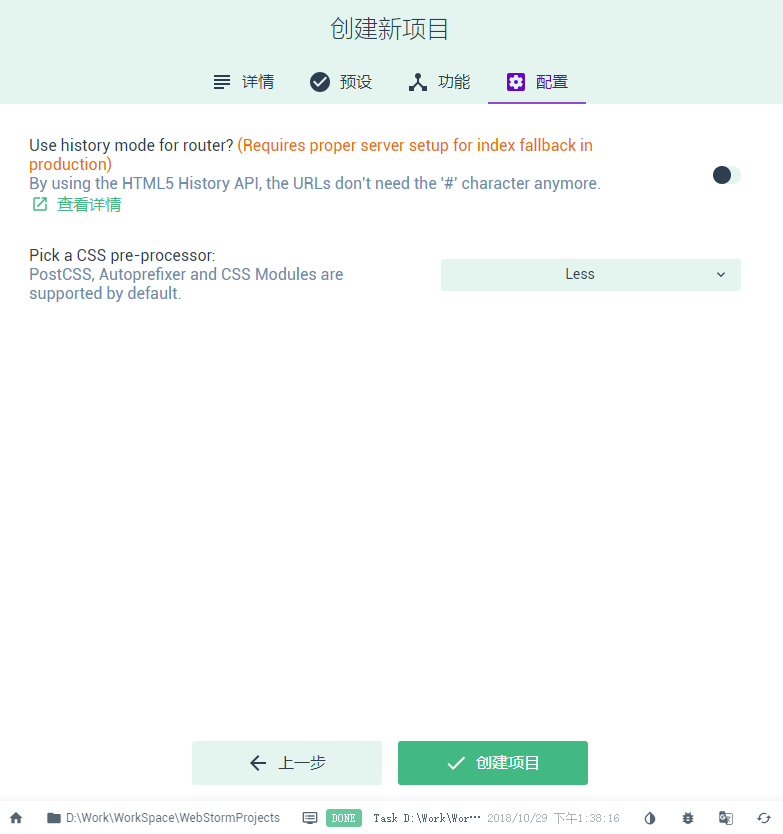 创建新项目
详情 预设 功能 配置
Use history mode for router? (Requires proper server setup for index fallback in
production)
By using the HTML5 History API, the URLs don't need the '#' character anymore.
查看详情
Pick a CSS pre-processor:
PostCSS, Autoprefixer and CSS Modules are
supported by default.
Less
上一步 创建项目
D:\Work\WorkSpace\WebStormProjects DONE Task D:\Work\Wor··· 2018/10/29 下午1:38:16